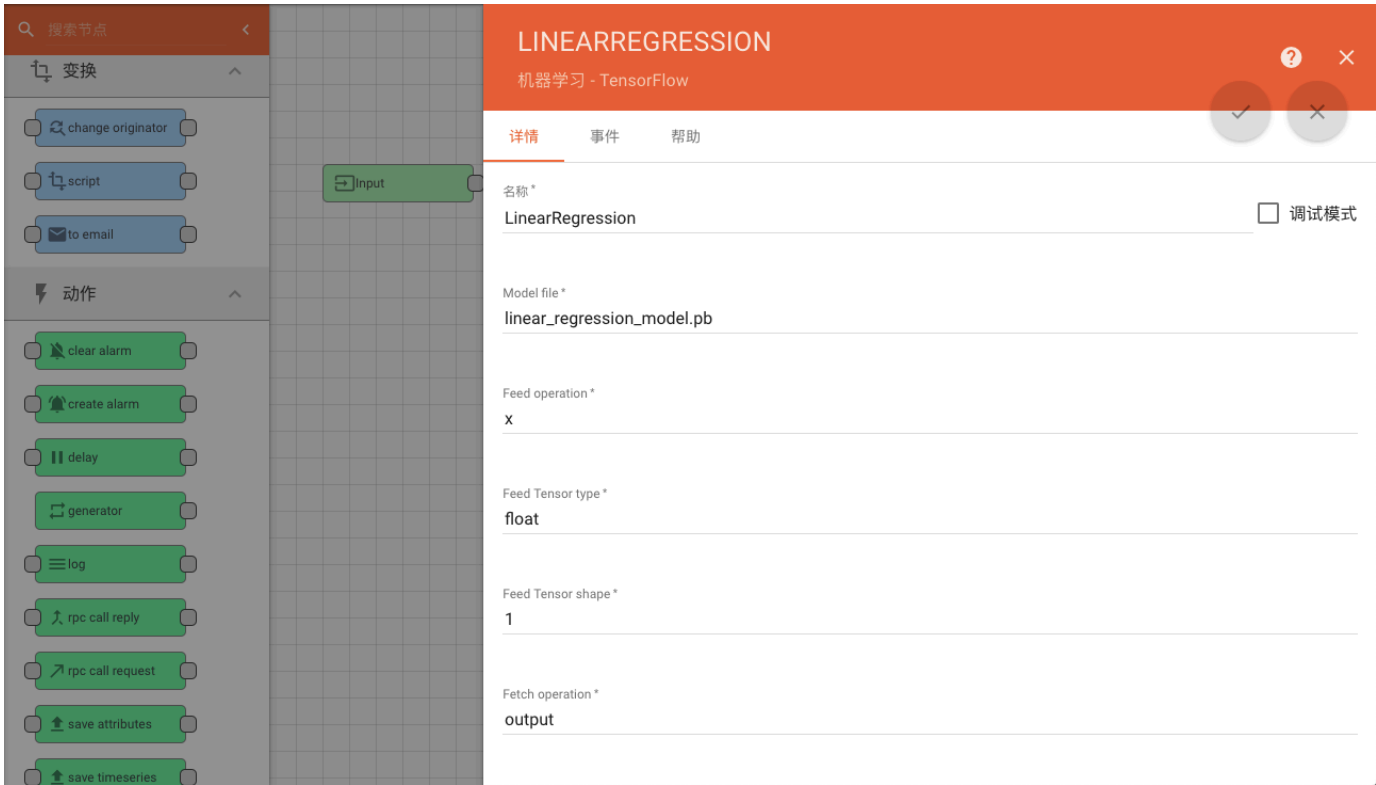 搜索节点
变换
change originator
script
to email
动作
clear alarm
create alarm
delay
generator
log
rpc call reply
rpc call request
save attributes
save timeseries
Input
LINEARREGRESSION
机器学习 - TensorFlow
详情 事件 帮助
名称*
LinearRegression
调试模式
Model file*
linear_regression_model.pb
Feed operation*
x
Feed Tensor type*
float
Feed Tensor shape*
1
Fetch operation*
output